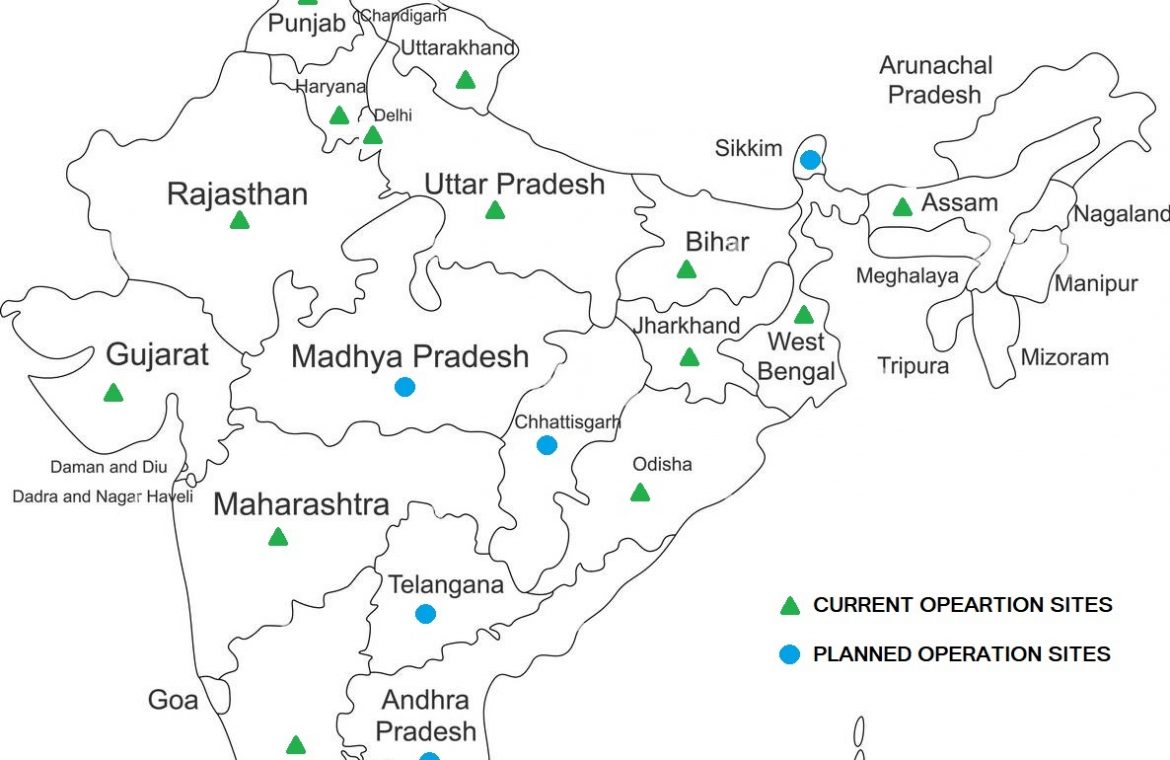 Punjab
Chandigarh
Uttarakhand
Haryana
Delhi
Arunachal
Pradesh
Sikkim
Rajasthan
Uttar Pradesh
Assam
Nagaland
Bihar
Meghalaya
Manipur
Jharkhand
West
Bengal
Gujarat
Madhya Pradesh
Tripura
Mizoram
Chhattisgarh
Daman and Diu
Odisha
Dadra and Nagar Haveli
Maharashtra
Telangana
CURRENT OPEARTION SITES
PLANNED OPERATION SITES
Goa
Andhra
Pradesh